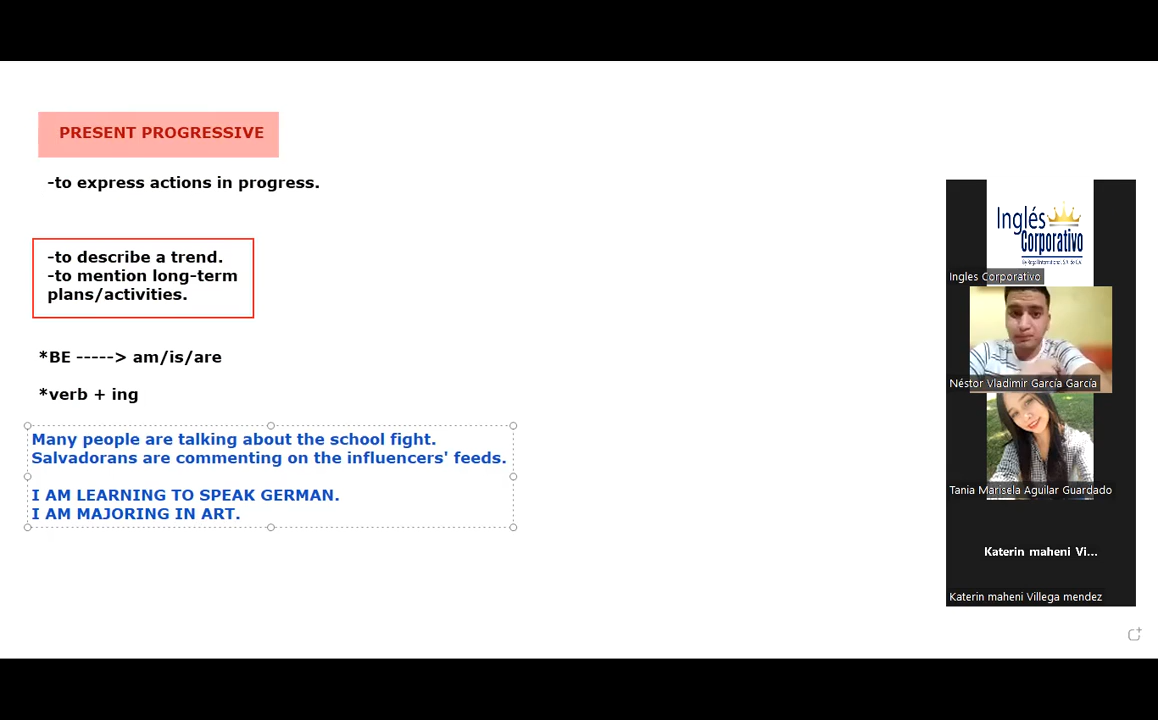 PRESENT PROGRESSIVE
-to express actions in progress.
-to describe a trend.
-to mention long-term
plans/activities.
*BE -----> am/is/are
*verb + ing
Many people are talking about the school fight.
Salvadorans are commenting on the influencers' feeds.
I AM LEARNING TO SPEAK GERMAN.
I AM MAJORING IN ART.
Inglés
Corporativo
Ingles Corporativo
Néstor Vladimir García García
Tania Marisela Aguilar Guardado
Katerin maheni Vi...
Katerin maheni Villega mendez